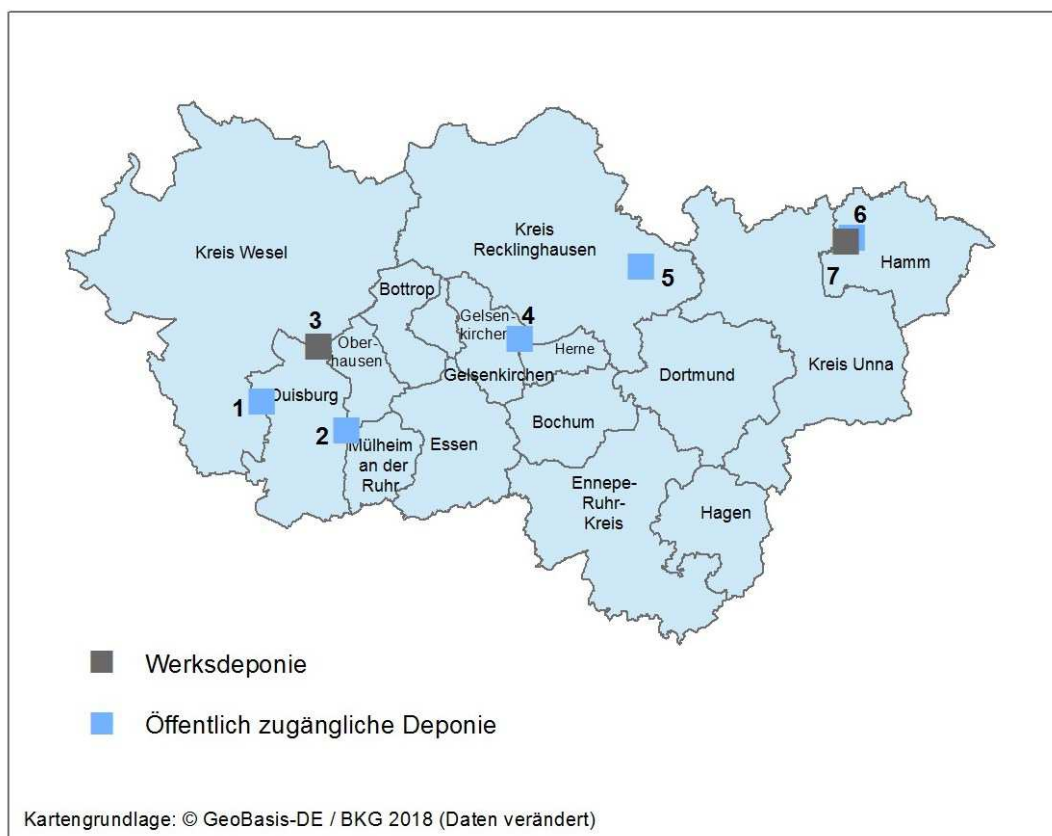 6
Kreis
Recklinghausen
Kreis Wesel
Hamm
5
7
Bottrop
3
Gelsen-
kirchen
4
Ober-
hausen
Herne
Kreis Unna
Gelsenkirchen
Dortmund
Duisburg
1
Bochum
2
Mülheim
an der
Ruhr
Essen
Ennepe-
Ruhr-
Kreis
Hagen
Werksdeponie
Öffentlich zugängliche Deponie
Kartengrundlage: © GeoBasis-DE / BKG 2018 (Daten verändert)